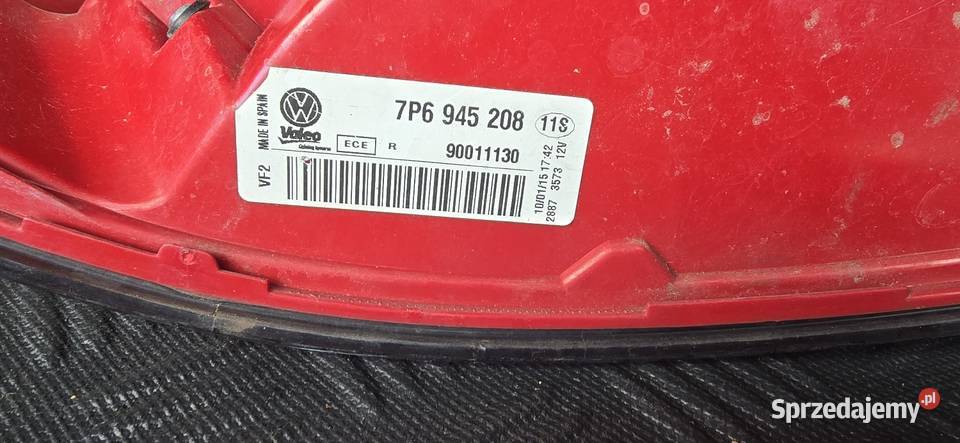 7P6 945 208
11S
Valeo
ECE
R
90011130
MADE IN SPAIN
VF2
10/01/15 17:42
2887 3573 12V
Sprzedajemy.pl